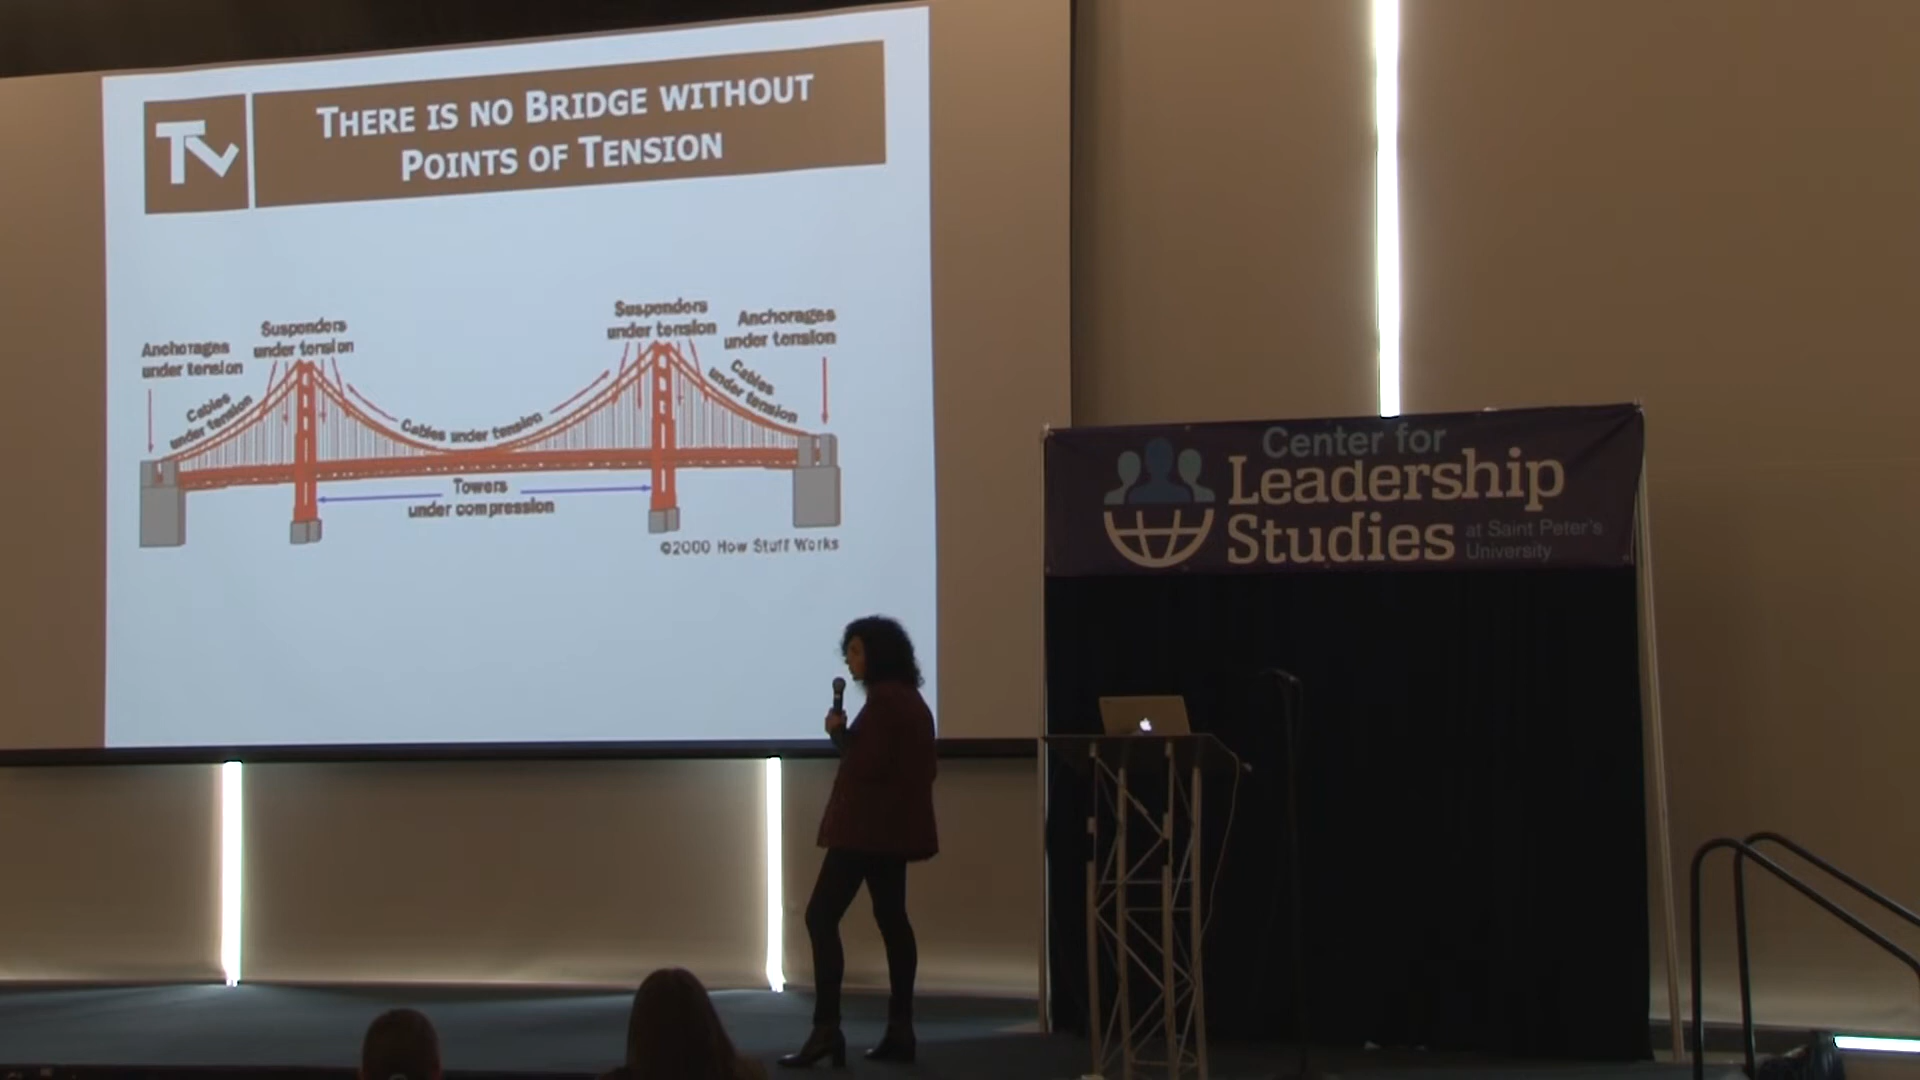 TV
THERE IS NO BRIDGE WITHOUT
POINTS OF TENSION
Suspenders
under tension
Suspenders
under tension
Anchorages
under tension
Anchorages
under tension
Cables
under tension
Cables under tension
Cables
under tension
Towers
under compression
©2000 How Stuff Works
Center for
Leadership
Studies
at Saint Peter's
University